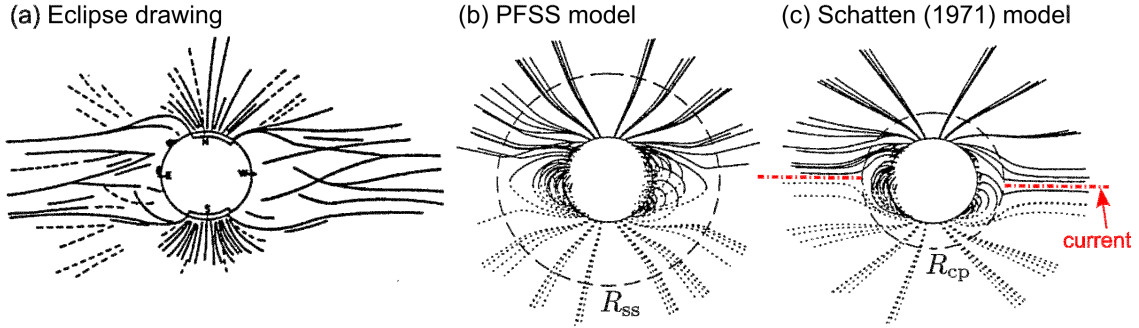 (a) Eclipse drawing
(b) PFSS model
(c) Schatten (1971) model
N
E
W
S
R_ss
R_cp
current